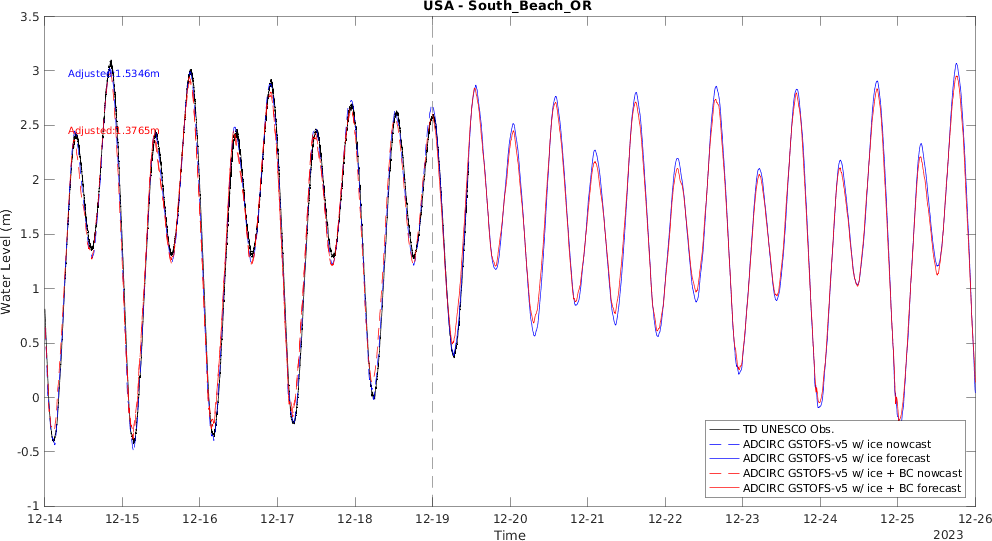 USA - South_Beach_OR
3.5
3
2.5
2
1.5
1
0.5
0
-0.5
-1
Water Level (m)
Adjusted:1.5346m
Adjusted:1.3765m
TD UNESCO Obs.
ADCIRC GSTOFS-v5 w/ ice nowcast
ADCIRC GSTOFS-v5 w/ ice forecast
ADCIRC GSTOFS-v5 w/ ice + BC nowcast
ADCIRC GSTOFS-v5 w/ ice + BC forecast
12-14 12-15 12-16 12-17 12-18 12-19 12-20 12-21 12-22 12-23 12-24 12-25 12-26
Time
2023